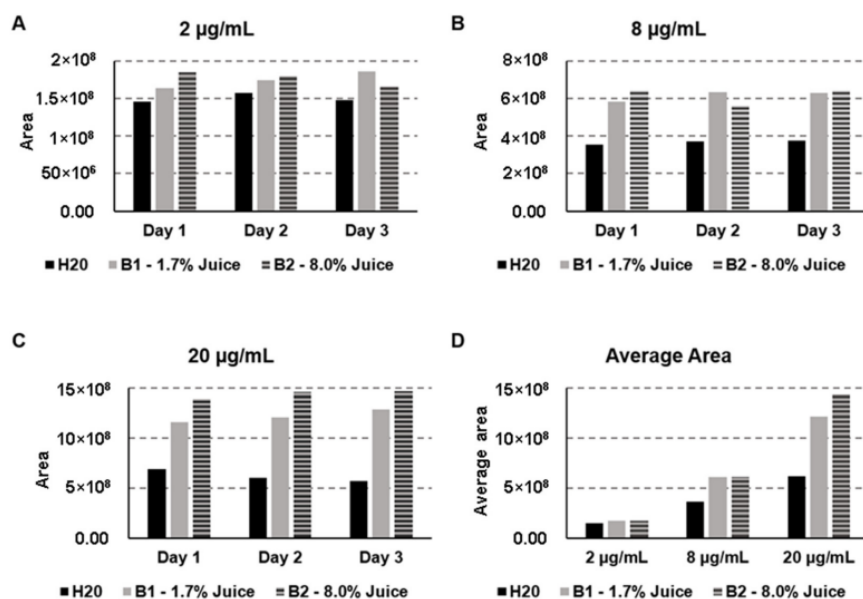 A
2 µg/mL
2×10⁸
1.5×10⁸
1×10⁸
50×10⁶
0.00
Area
Day 1 Day 2 Day 3
H20 B1 - 1.7% Juice B2 - 8.0% Juice
B
8 µg/mL
8×10⁸
6×10⁸
4×10⁸
2×10⁸
0.00
Area
Day 1 Day 2 Day 3
H20 B1 - 1.7% Juice B2 - 8.0% Juice
C
20 µg/mL
15×10⁸
10×10⁸
5×10⁸
0.00
Area
Day 1 Day 2 Day 3
H20 B1 - 1.7% Juice B2 - 8.0% Juice
D
Average Area
15×10⁸
10×10⁸
5×10⁸
0.00
Average area
2 µg/mL 8 µg/mL 20 µg/mL
H20 B1 - 1.7% Juice B2 - 8.0% Juice